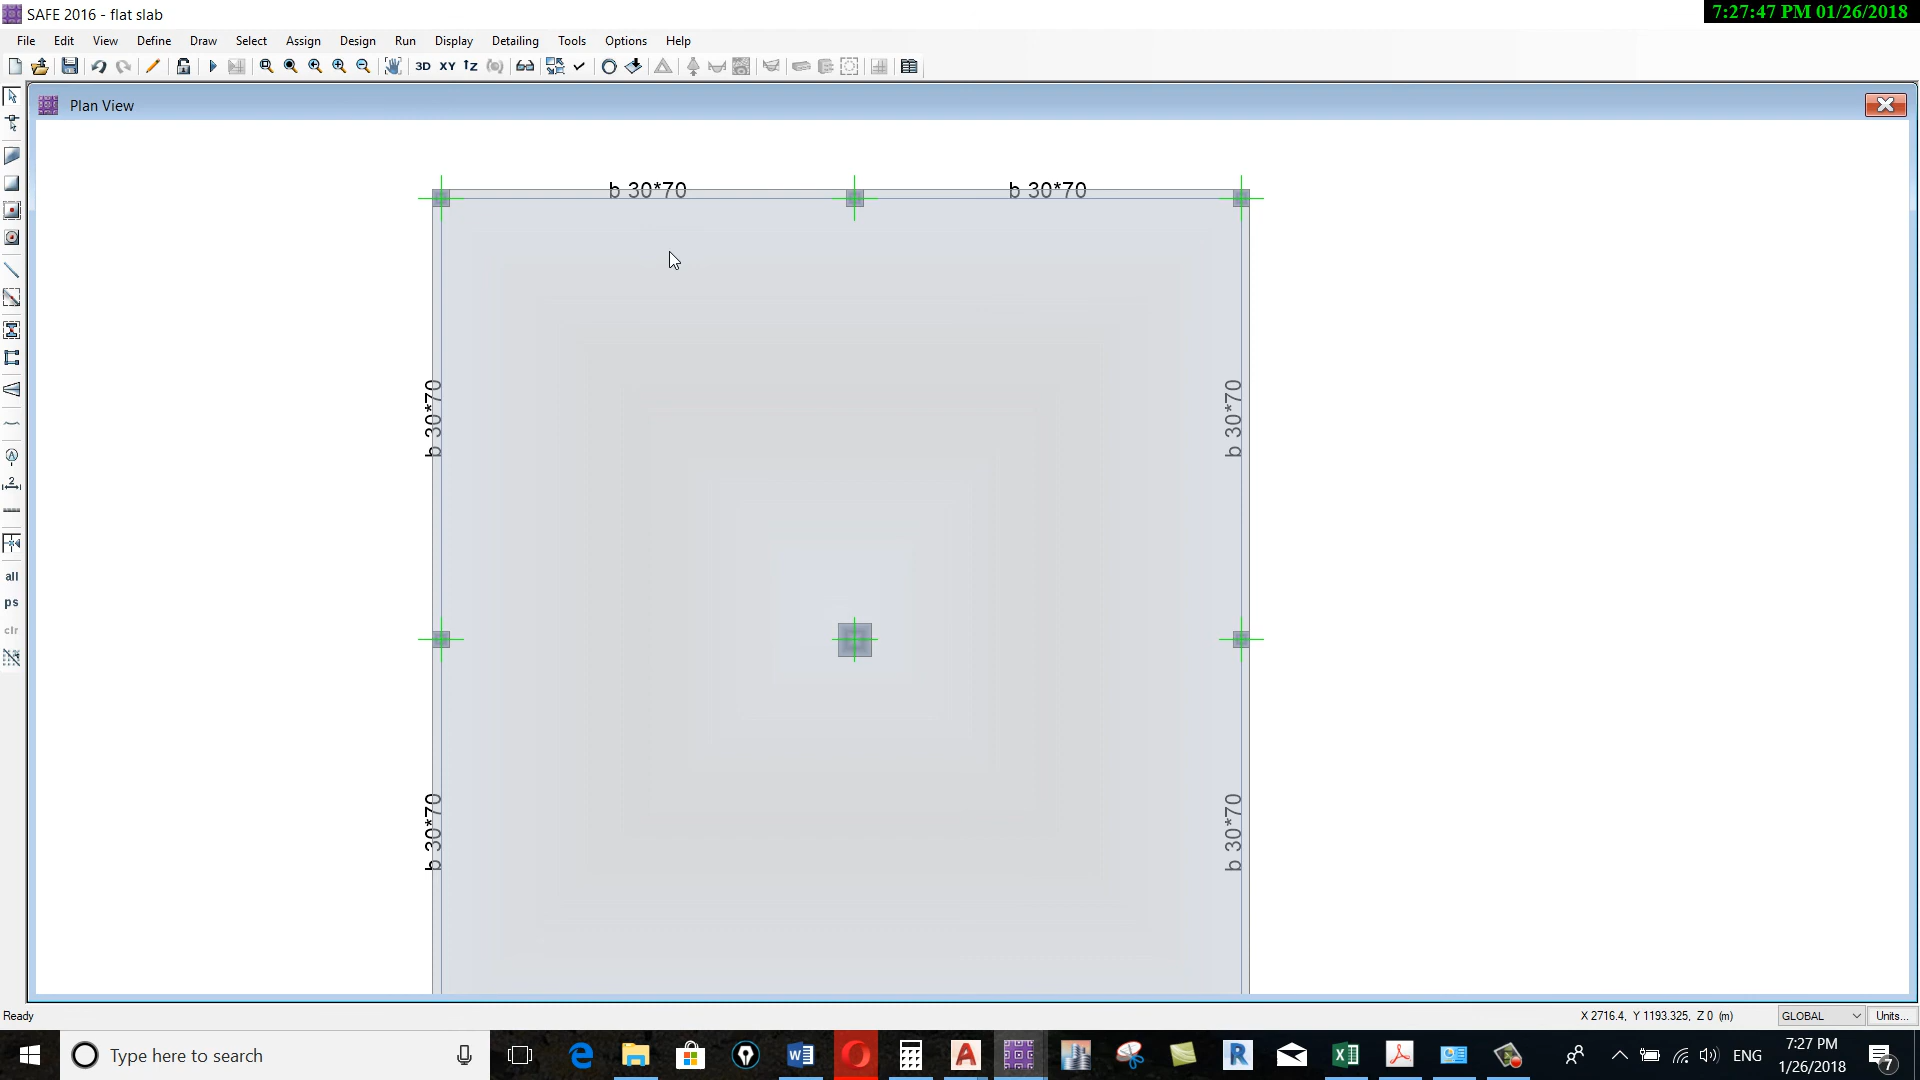 SAFE 2016 - flat slab
7:27:47 PM 01/26/2018
File Edit View Define Draw Select Assign Design Run Display Detailing Tools Options Help
3D XY
Plan View
b 30*70 b 30*70
b 30*70 b 30*70
all
ps
clr
b 30*70 b 30*70
Ready
X 2716.4, Y 1193.325, Z 0 (m)
GLOBAL
Units...
Type here to search
ENG
7:27 PM
1/26/2018
7